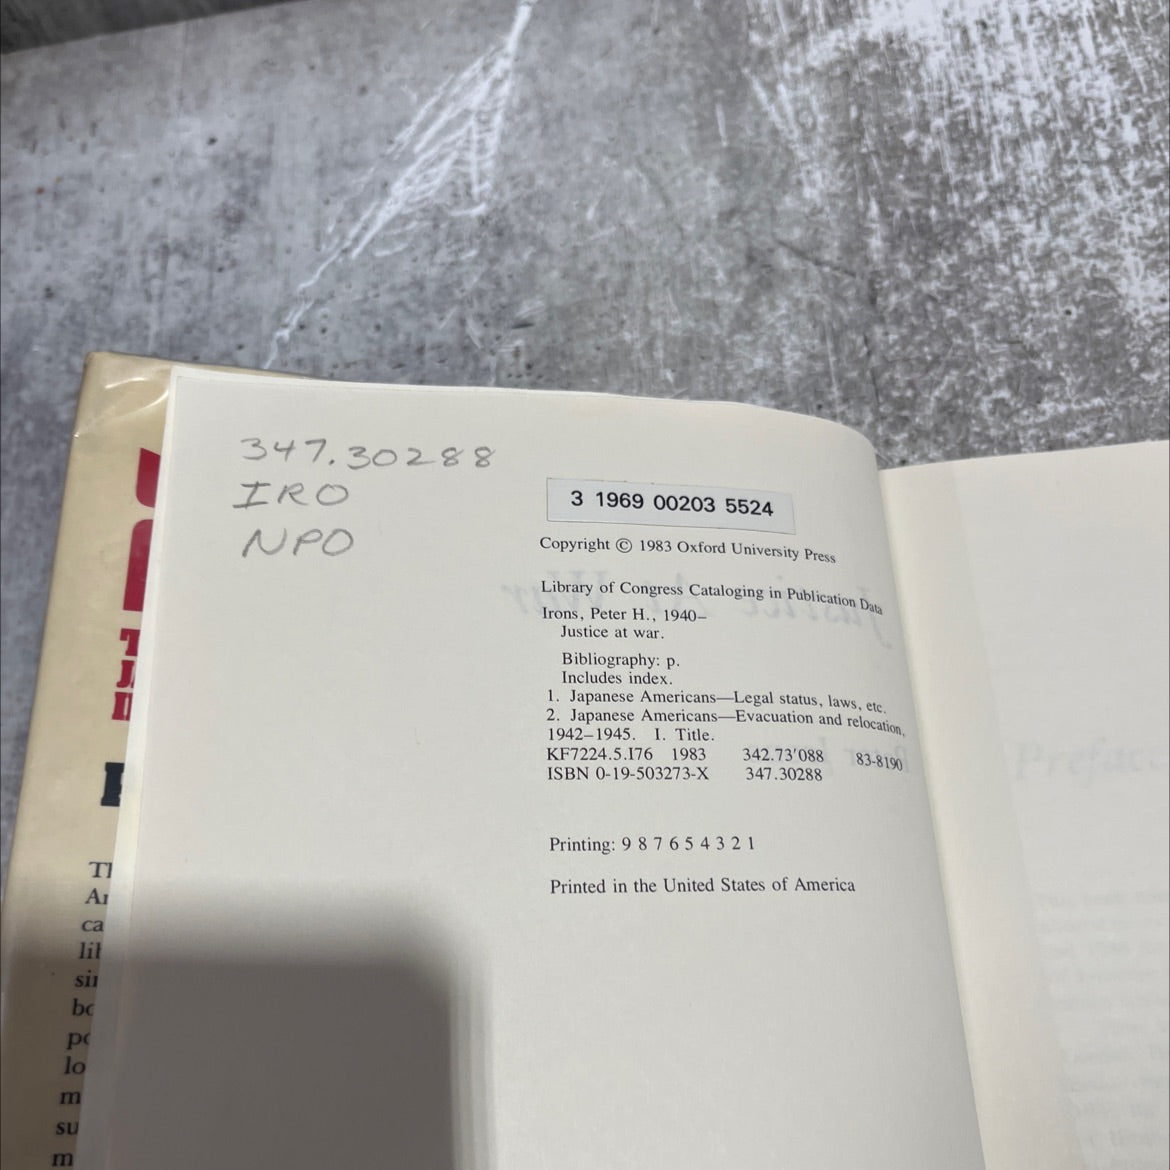 347.30288
IRO
NPO
3 1969 00203 5524
Copyright © 1983 Oxford University Press
Library of Congress Cataloging in Publication Data
Irons, Peter H., 1940–
Justice at war.
Bibliography: p.
Includes index.
1. Japanese Americans—Legal status, laws, etc.
2. Japanese Americans—Evacuation and relocation,
1942–1945. I. Title.
KF7224.5.I76 1983 342.73′088 83-8190
ISBN 0-19-503273-X 347.30288
Printing: 9 8 7 6 5 4 3 2 1
Printed in the United States of America
Preface